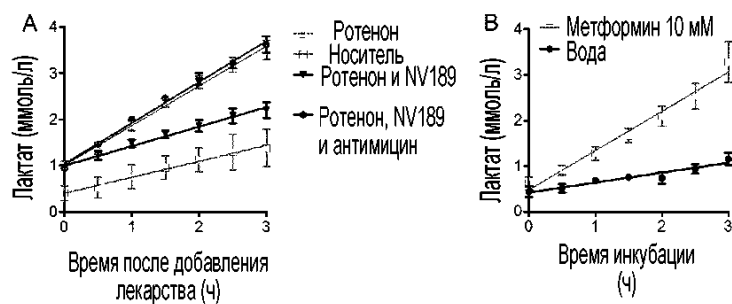 A
Лактат (ммоль/л)
4
3
2
1
0
0 1 2 3
Время после добавления
лекарства (ч)
Ротенон
Носитель
Ротенон и NV189
Ротенон, NV189
и антимицин
B
Лактат (ммоль/л)
4
3
2
1
0
0 1 2 3
Время инкубации
(ч)
Метформин 10 мМ
Вода